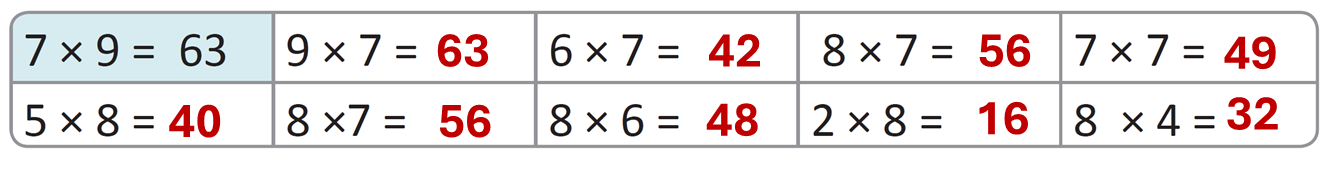 7 × 9 = 63 9 × 7 = 63 6 × 7 = 42 8 × 7 = 56 7 × 7 = 49
5 × 8 = 40 8 ×7 = 56 8 × 6 = 48 2 × 8 = 16 8 × 4 = 32